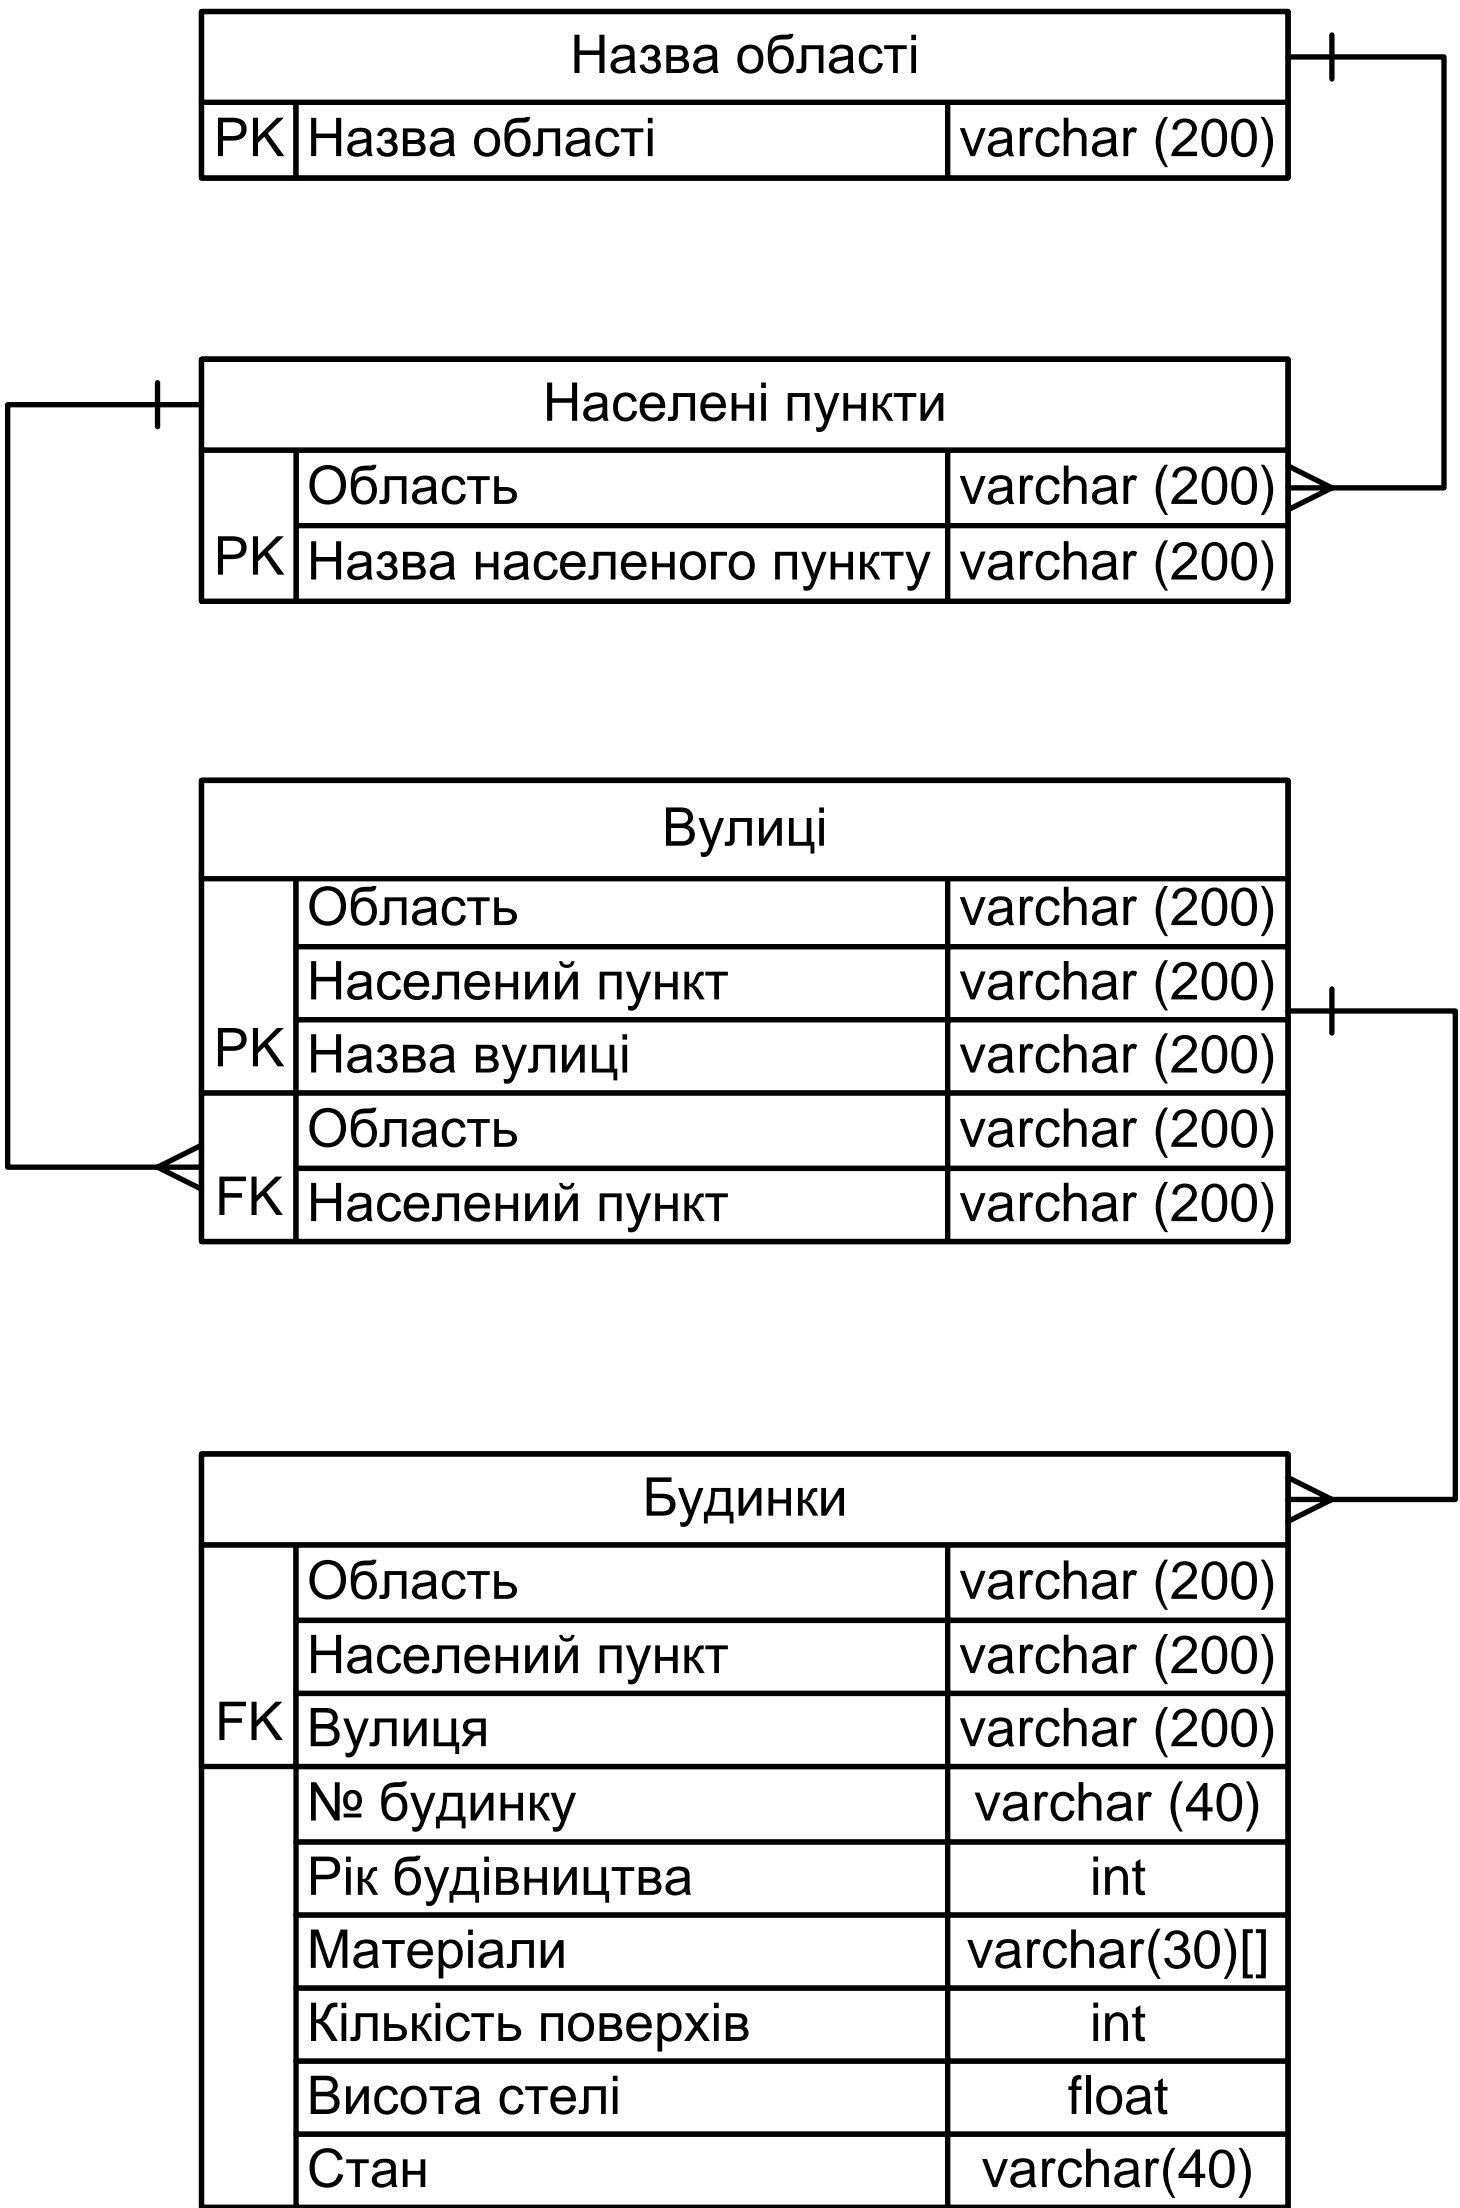 Назва області
PK Назва області varchar (200)
Населені пункти
Область varchar (200)
PK Назва населеного пункту varchar (200)
Вулиці
Область varchar (200)
Населений пункт varchar (200)
PK Назва вулиці varchar (200)
Область varchar (200)
FK Населений пункт varchar (200)
Будинки
Область varchar (200)
Населений пункт varchar (200)
FK Вулиця varchar (200)
№ будинку varchar (40)
Рік будівництва int
Матеріали varchar(30)[]
Кількість поверхів int
Висота стелі float
Стан varchar(40)